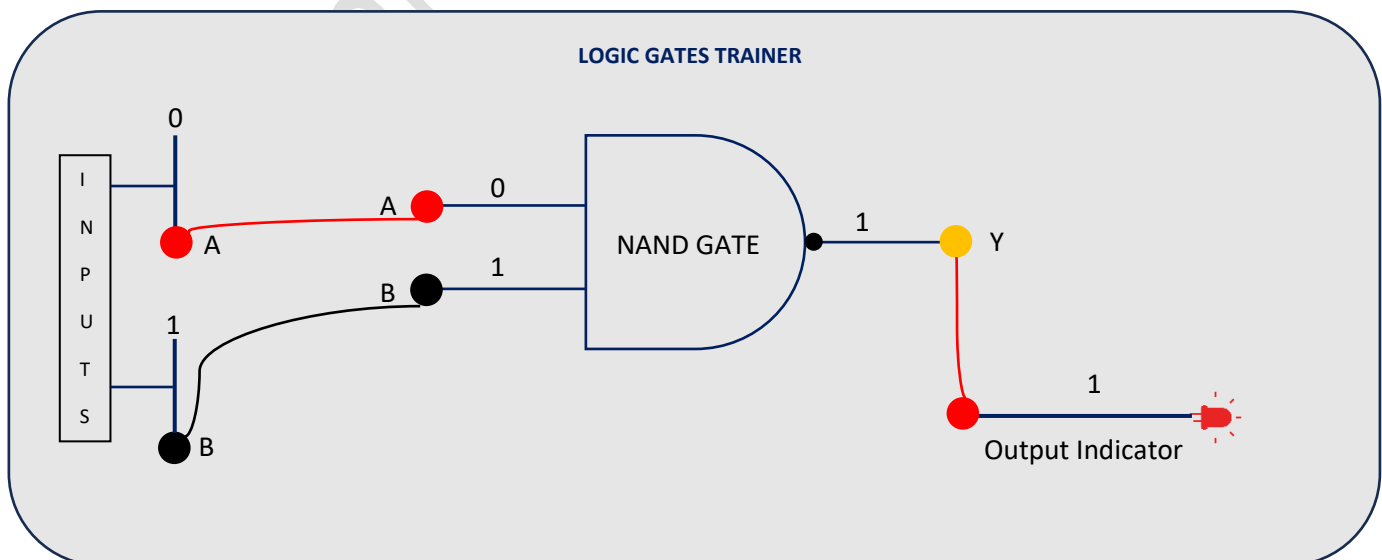 LOGIC GATES TRAINER
0
I
N
P
U
T
S
A
A
0
1
B
1
B
NAND GATE
1
Y
1
Output Indicator